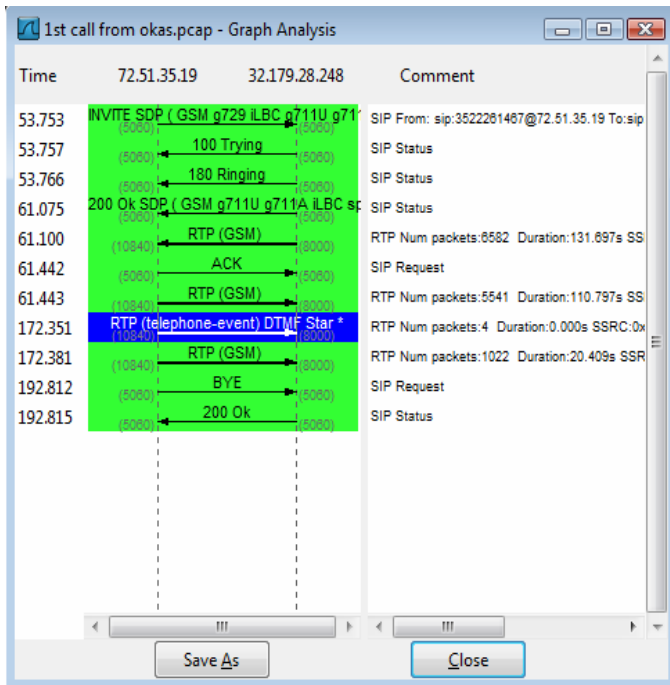 1st call from okas.pcap - Graph Analysis
Time 72.51.35.19 32.179.28.248 Comment
53.753 INVITE SDP ( GSM g729 iLBC g711U g71 (5060) (5060) SIP From: sip:3522261467@72.51.35.19 To:sip
53.757 100 Trying (5060) (5060) SIP Status
53.766 180 Ringing (5060) (5060) SIP Status
61.075 200 Ok SDP ( GSM g711U g711A iLBC sp (5060) (5060) SIP Status
61.100 RTP (GSM) (10840) (8000) RTP Num packets:6582 Duration:131.697s SS
61.442 ACK (5060) (5060) SIP Request
61.443 RTP (GSM) (10840) (8000) RTP Num packets:5541 Duration:110.797s SS
172.351 RTP (telephone-event) DTMF Star * (10840) (8000) RTP Num packets:4 Duration:0.000s SSRC:0x
172.381 RTP (GSM) (10840) (8000) RTP Num packets:1022 Duration:20.409s SSR
192.812 BYE (5060) (5060) SIP Request
192.815 200 Ok (5060) (5060) SIP Status
Save As Close